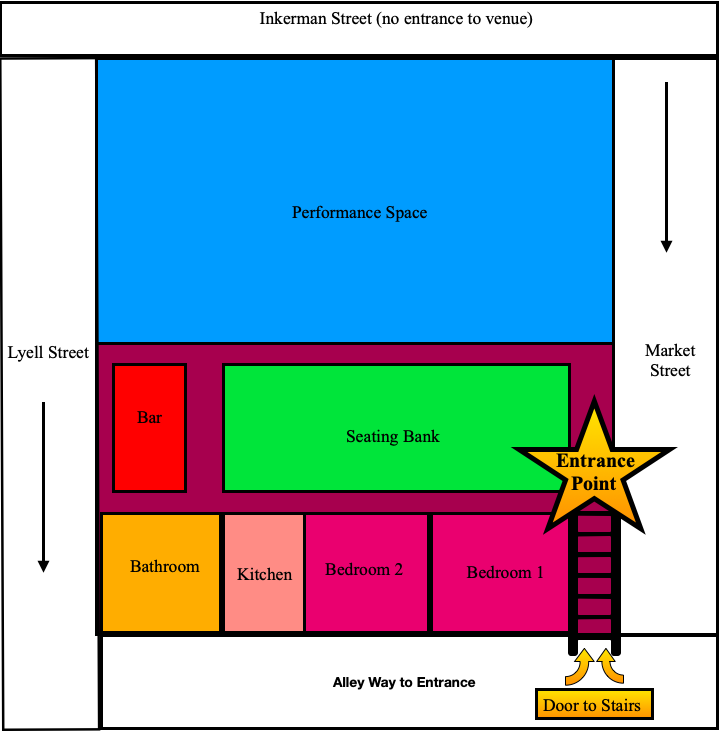 Inkerman Street (no entrance to venue)
Performance Space
Lyell Street
Market
Street
Bar
Seating Bank
Entrance
Point
Bathroom
Kitchen
Bedroom 2
Bedroom 1
Alley Way to Entrance
Door to Stairs